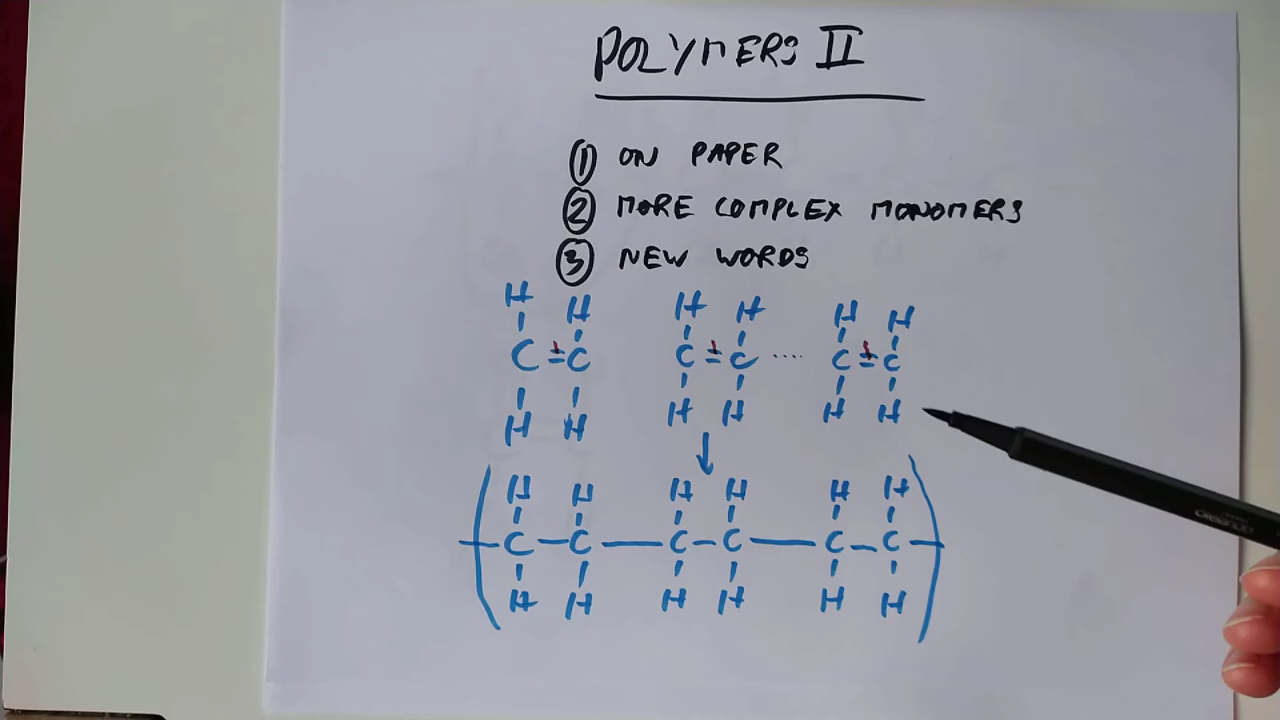 POLYMERS II
① ON PAPER
② MORE COMPLEX MONOMERS
③ NEW WORDS
H H H H H H
C = C C = C .... C = C
H H H H H H
↓
H H H H H H
( - C - C — C - C — C - C - )
H H H H H H